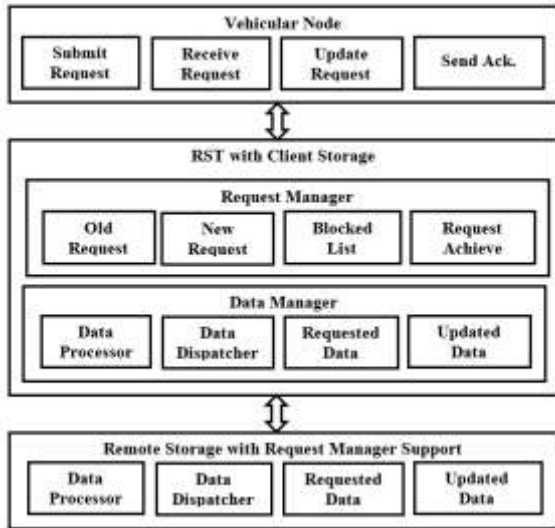 Vehicular Node
Submit Request
Receive Request
Update Request
Send Ack.
RST with Client Storage
Request Manager
Old Request
New Request
Blocked List
Request Achieve
Data Manager
Data Processor
Data Dispatcher
Requested Data
Updated Data
Remote Storage with Request Manager Support
Data Processor
Data Dispatcher
Requested Data
Updated Data